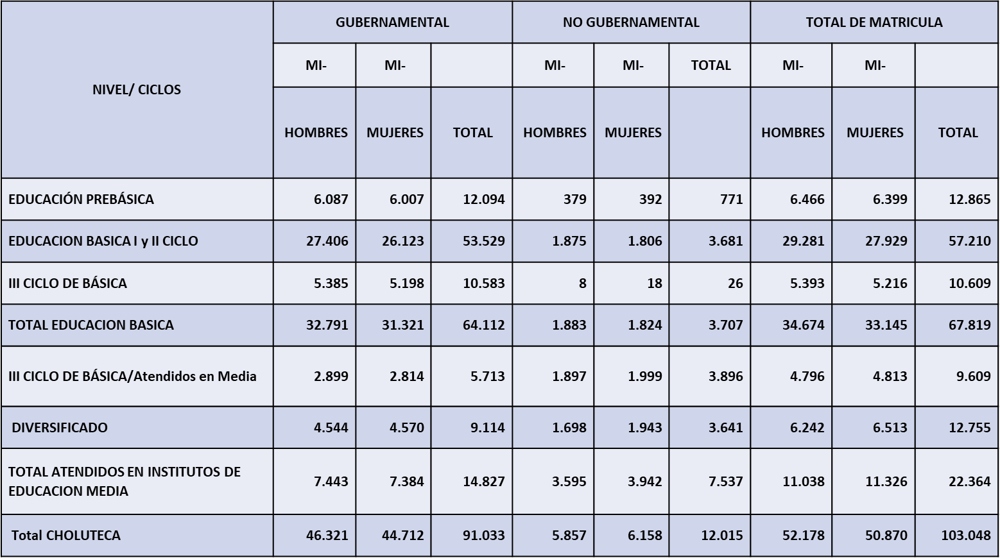 GUBERNAMENTAL NO GUBERNAMENTAL TOTAL DE MATRICULA
MI- MI- MI- MI- TOTAL MI- MI-
NIVEL/ CICLOS
HOMBRES MUJERES TOTAL HOMBRES MUJERES HOMBRES MUJERES TOTAL
EDUCACIÓN PREBÁSICA 6.087 6.007 12.094 379 392 771 6.466 6.399 12.865
EDUCACION BASICA I y II CICLO 27.406 26.123 53.529 1.875 1.806 3.681 29.281 27.929 57.210
III CICLO DE BÁSICA 5.385 5.198 10.583 8 18 26 5.393 5.216 10.609
TOTAL EDUCACION BASICA 32.791 31.321 64.112 1.883 1.824 3.707 34.674 33.145 67.819
III CICLO DE BÁSICA/Atendidos en Media 2.899 2.814 5.713 1.897 1.999 3.896 4.796 4.813 9.609
DIVERSIFICADO 4.544 4.570 9.114 1.698 1.943 3.641 6.242 6.513 12.755
TOTAL ATENDIDOS EN INSTITUTOS DE
EDUCACION MEDIA 7.443 7.384 14.827 3.595 3.942 7.537 11.038 11.326 22.364
Total CHOLUTECA 46.321 44.712 91.033 5.857 6.158 12.015 52.178 50.870 103.048